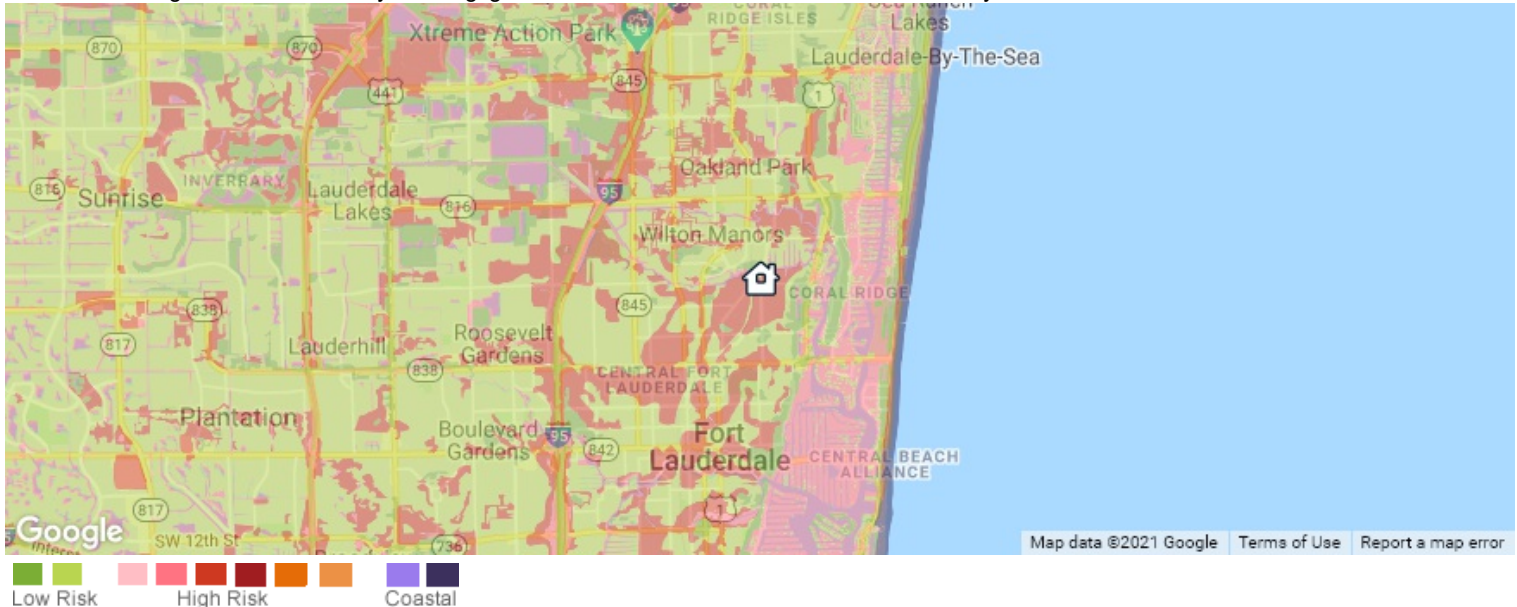 CORAL
RIDGE ISLES
Lakes
Xtreme Action Park
870
870
Lauderdale-By-The-Sea
845
441
1
Oakland Park
INVERRARY
816
Sunrise
Lauderdale
Lakes
816
95
Wilton Manors
CORAL RIDGE
838
845
817
Lauderhill
Roosevelt
Gardens
838
CENTRAL FORT
LAUDERDALE
Plantation
Boulevard
Gardens
95
842
Fort
Lauderdale
CENTRAL BEACH
ALLIANCE
817
1
Google
SW 12th St
736
Map data ©2021 Google
Terms of Use
Report a map error
Low Risk
High Risk
Coastal